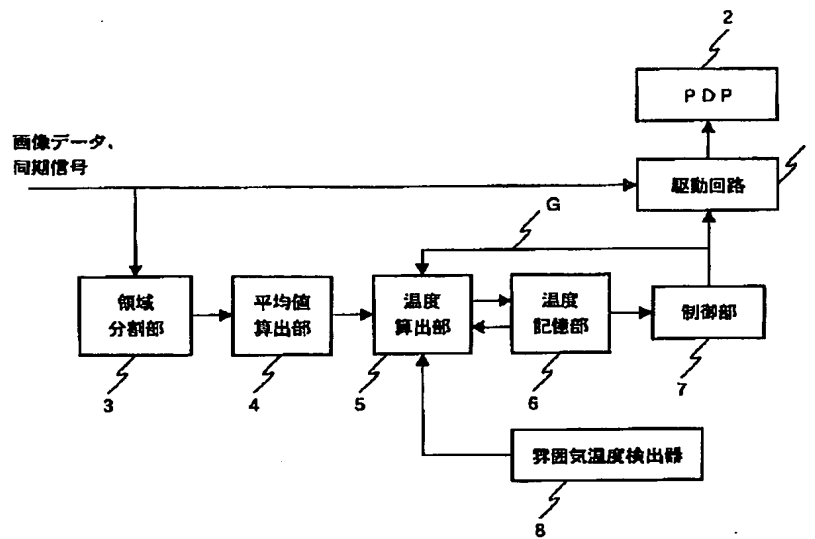 2
PDP
画像データ、
同期信号
駆動回路
G
領域
分割部
平均値
算出部
温度
算出部
温度
記憶部
制御部
3
4
5
6
7
雰囲気温度検出器
8